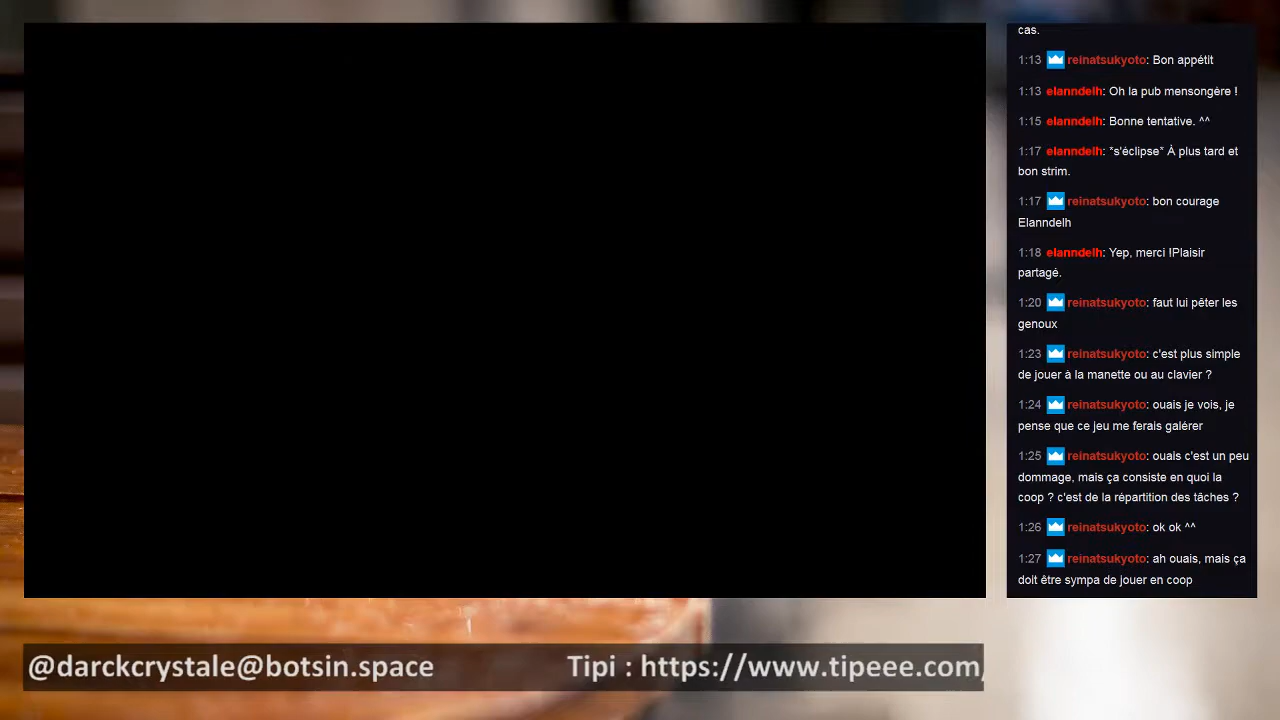 cas.
1:13 reinatsukyoto: Bon appétit
1:13 elanndelh: Oh la pub mensongère !
1:15 elanndelh: Bonne tentative. ^^
1:17 elanndelh: *s'éclipse* À plus tard et
bon strim.
1:17 reinatsukyoto: bon courage
Elanndelh
1:18 elanndelh: Yep, merci !Plaisir
partagé.
1:20 reinatsukyoto: faut lui pêter les
genoux
1:23 reinatsukyoto: c'est plus simple
de jouer à la manette ou au clavier ?
1:24 reinatsukyoto: ouais je vois, je
pense que ce jeu me ferais galérer
1:25 reinatsukyoto: ouais c'est un peu
dommage, mais ça consiste en quoi la
coop ? c'est de la répartition des tâches ?
1:26 reinatsukyoto: ok ok ^^
1:27 reinatsukyoto: ah ouais, mais ça
doit être sympa de jouer en coop
@darckcrystale@botsin.space Tipi : https://www.tipeee.com/